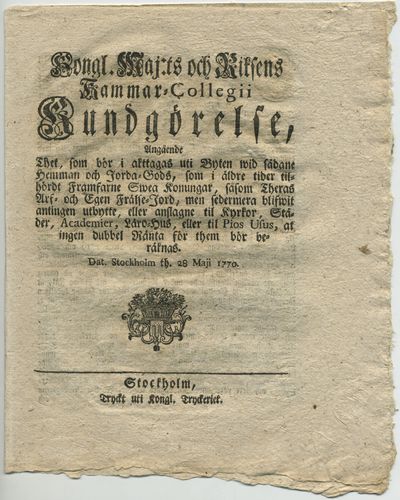 Kongl. Maj:ts och Riksens
Cammar-Collegii
Kundgörelse,
Angående
Thet, som bör i akttagas uti Byten wid sådane
Hemman och Jorda-Gods, som i äldre tider til-
hördt Framfarne Swea Konungar, såsom Theras
Arf- och Egen Frälse-Jord, men sedermera blifwit
antingen utbytte, eller anslagne til Kyrkor, Stä-
der, Academier, Läro-Hus, eller til Pios Usus, at
ingen dubbel Ränta för them bör be-
räknas.
Dat. Stockholm th. 28 Maji 1770.
Stockholm,
Tryckt uti Kongl. Tryckeriet.